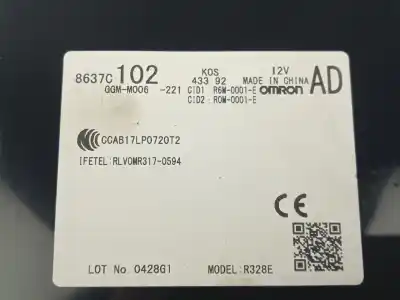 8637C 102 KOS 12V
GGM-M006 -221 433 92 MADE IN CHINA AD
CID1 R6M-0001-E OMRON
CID2 R0M-0001-E
CCAB17LP0720T2
IFETEL: RLVOMR317-0594
CE
LOT No. 0428G1 MODEL: R328E